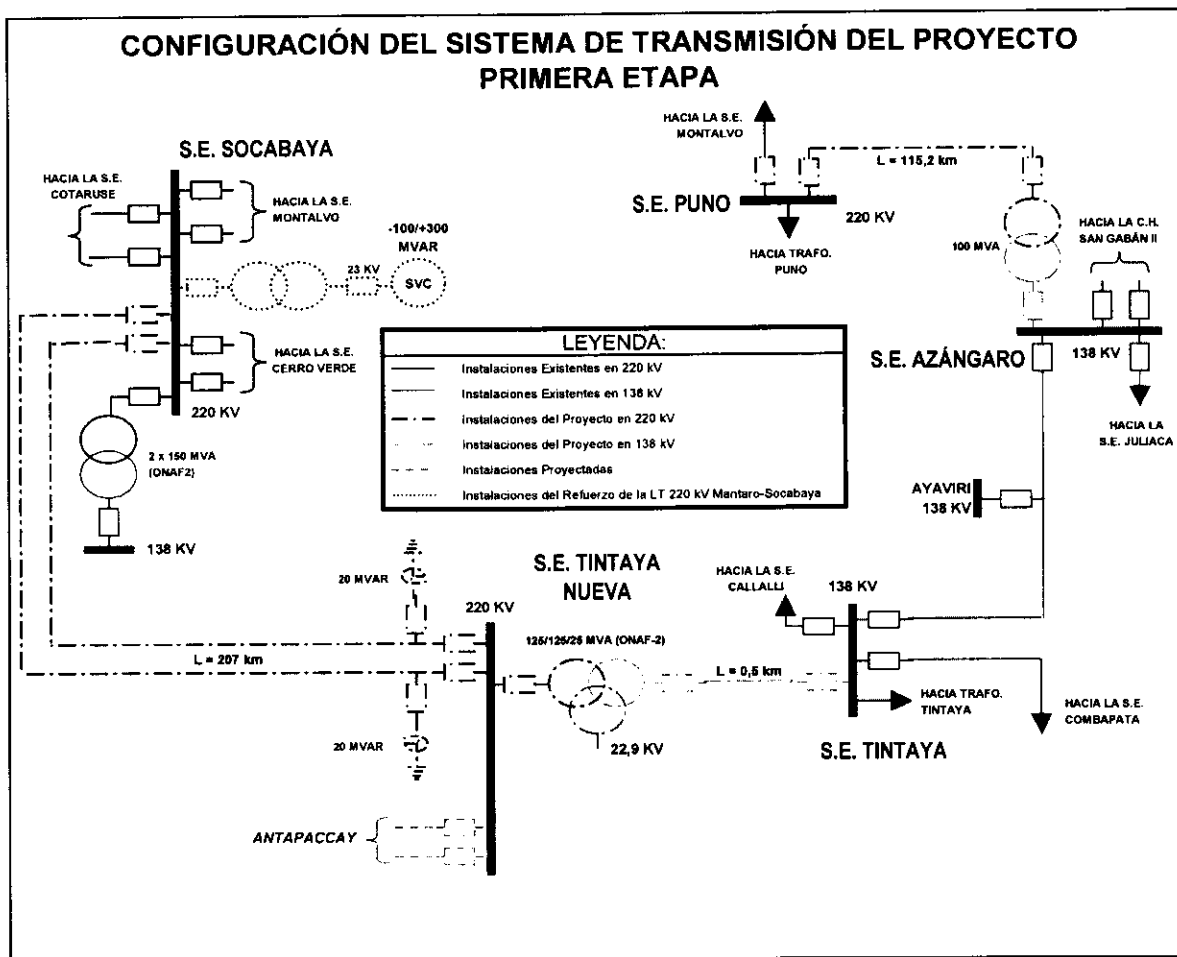 CONFIGURACIÓN DEL SISTEMA DE TRANSMISIÓN DEL PROYECTO
PRIMERA ETAPA
S.E. SOCABAYA
HACIA LA S.E.
COTARUSE
HACIA LA S.E.
MONTALVO
-100/+300
MVAR
23 KV
SVC
HACIA LA S.E.
CERRO VERDE
220 KV
2 x 150 MVA
(ONAF2)
138 KV
HACIA LA S.E.
MONTALVO
L = 115,2 km
S.E. PUNO
220 KV
HACIA TRAFO.
PUNO
100 MVA
HACIA LA C.H.
SAN GABÁN II
S.E. AZÁNGARO
138 KV
HACIA LA
S.E. JULIACA
AYAVIRI
138 KV
LEYENDA:
Instalaciones Existentes en 220 kV
Instalaciones Existentes en 138 kV
Instalaciones del Proyecto en 220 kV
Instalaciones del Proyecto en 138 kV
Instalaciones Proyectadas
Instalaciones del Refuerzo de la LT 220 kV Mantaro-Socabaya
S.E. TINTAYA
NUEVA
20 MVAR
220 KV
L = 207 km
20 MVAR
125/125/25 MVA (ONAF-2)
22,9 KV
L = 0,5 km
HACIA LA S.E.
CALLALLI
138 KV
HACIA TRAFO.
TINTAYA
HACIA LA S.E.
COMBAPATA
S.E. TINTAYA
ANTAPACCAY